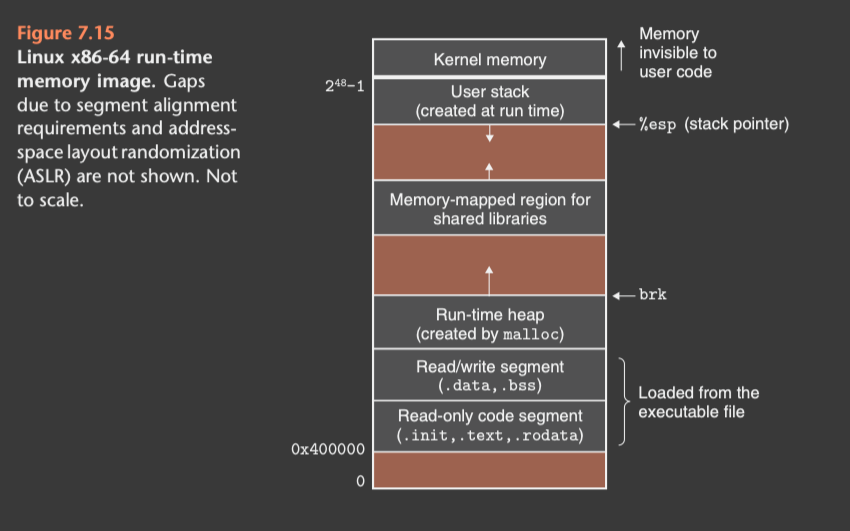 Figure 7.15
Linux x86-64 run-time
memory image. Gaps
due to segment alignment
requirements and address-
space layout randomization
(ASLR) are not shown. Not
to scale.
Memory
invisible to
user code
Kernel memory
2⁴⁸–1
User stack
(created at run time)
%esp (stack pointer)
Memory-mapped region for
shared libraries
brk
Run-time heap
(created by malloc)
Read/write segment
(.data,.bss)
Loaded from the
executable file
Read-only code segment
(.init,.text,.rodata)
0x400000
0